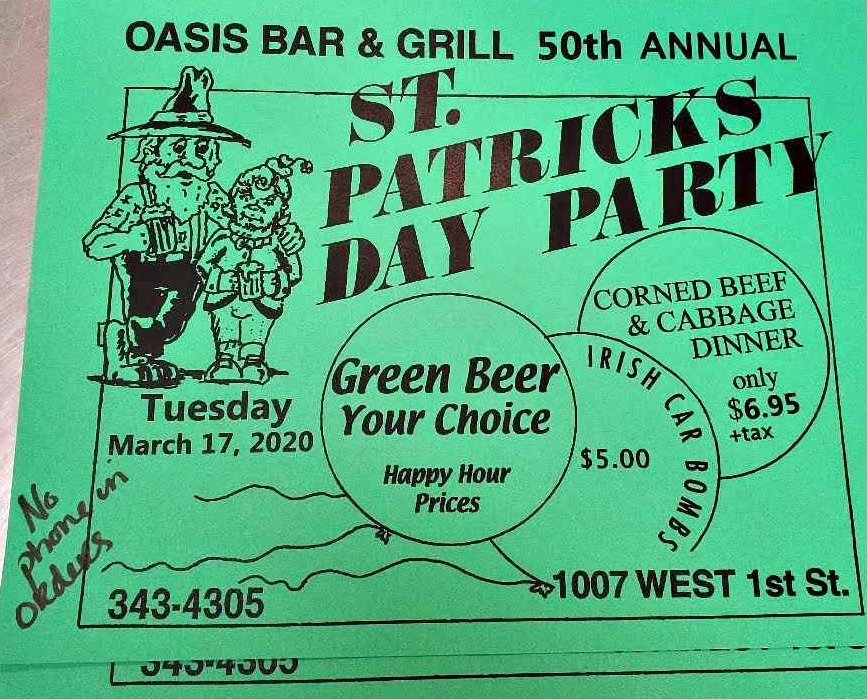 OASIS BAR & GRILL 50th ANNUAL
ST.
PATRICKS
DAY PARTY
CORNED BEEF
& CABBAGE
DINNER
only
$6.95
+tax
IRISH CAR BOMBS
$5.00
Green Beer
Your Choice
Happy Hour
Prices
Tuesday
March 17, 2020
No
phone in
orders
343-4305
1007 WEST 1st St.
343-4305